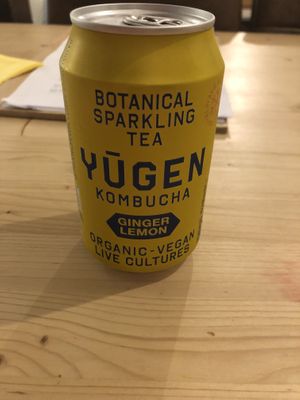 BOTANICAL
SPARKLING
TEA
YŪGEN
KOMBUCHA
GINGER
LEMON
ORGANIC-VEGAN
LIVE CULTURES